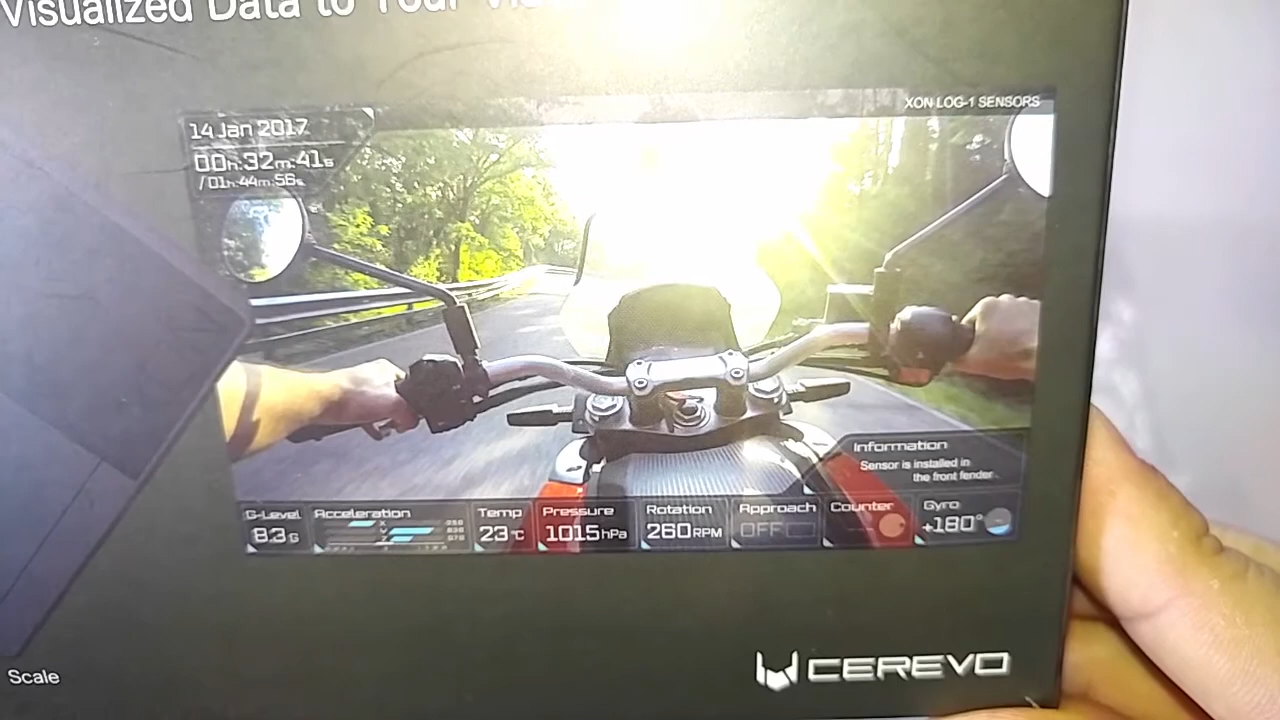 Visualized Data to Your
XON LOG-1 SENSORS
14 Jan 2017
00h:32m:41s
/01h:44m:56s
Information
Sensor is installed in
the front fender
G-Level
8.3G
Acceleration
X
Y
Z
Temp
23℃
Pressure
1015hPa
Rotation
260RPM
Approach
OFF
Counter
Gyro
+180°
Scale
CEREVO